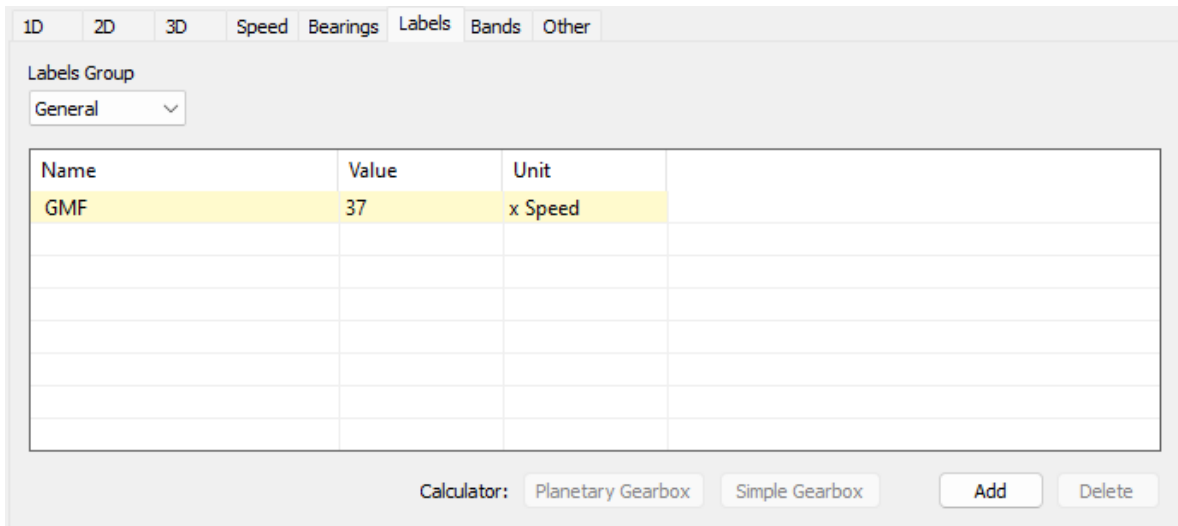 1D 2D 3D Speed Bearings Labels Bands Other
Labels Group
General
Name Value Unit
GMF 37 x Speed
Calculator: Planetary Gearbox Simple Gearbox Add Delete